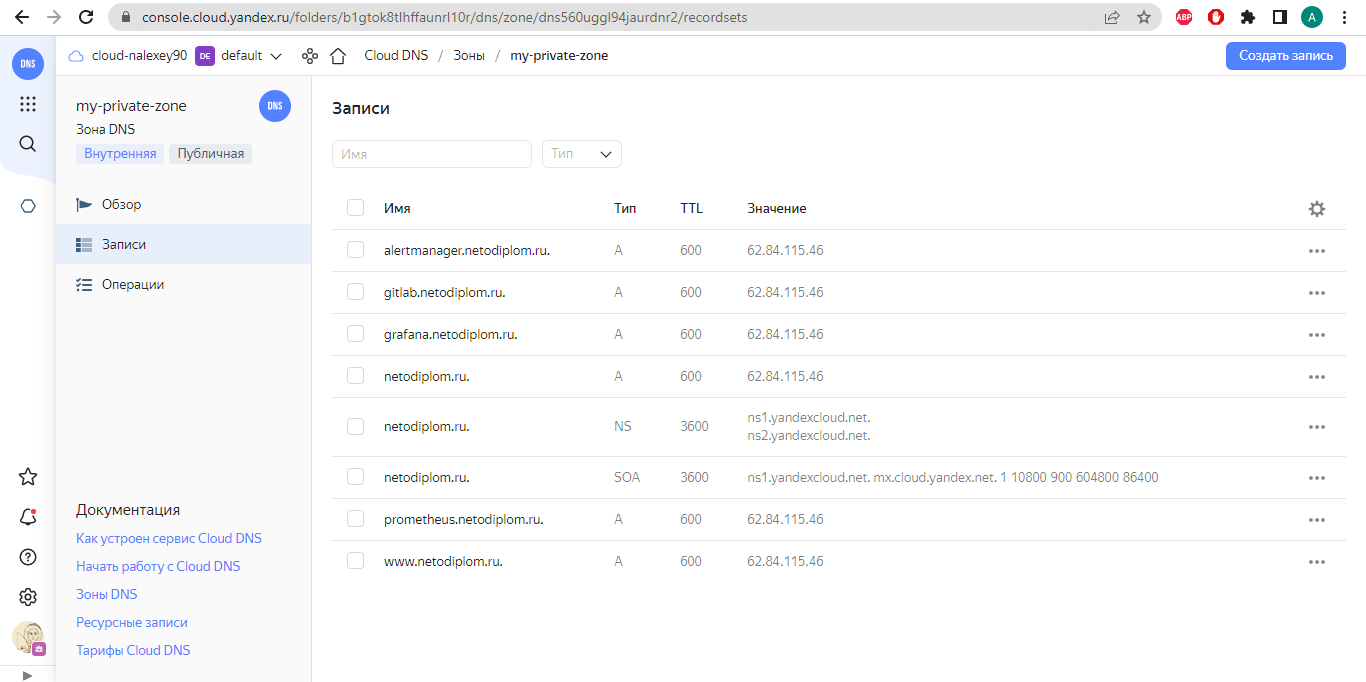 console.cloud.yandex.ru/folders/b1gtok8tlhffaunrl10r/dns/zone/dns560uggl94jaurdnr2/recordsets
ABP
A
DNS
cloud-nalexey90 DE default
Cloud DNS / Зоны / my-private-zone
Создать запись
my-private-zone
DNS
Зона DNS
Внутренняя Публичная
Обзор
Записи
Операции
Документация
Как устроен сервис Cloud DNS
Начать работу с Cloud DNS
Зоны DNS
Ресурсные записи
Тарифы Cloud DNS
Записи
Имя Тип
Имя Тип TTL Значение
alertmanager.netodiplom.ru. A 600 62.84.115.46
gitlab.netodiplom.ru. A 600 62.84.115.46
grafana.netodiplom.ru. A 600 62.84.115.46
netodiplom.ru. A 600 62.84.115.46
netodiplom.ru. NS 3600 ns1.yandexcloud.net.
ns2.yandexcloud.net.
netodiplom.ru. SOA 3600 ns1.yandexcloud.net. mx.cloud.yandex.net. 1 10800 900 604800 86400
prometheus.netodiplom.ru. A 600 62.84.115.46
www.netodiplom.ru. A 600 62.84.115.46